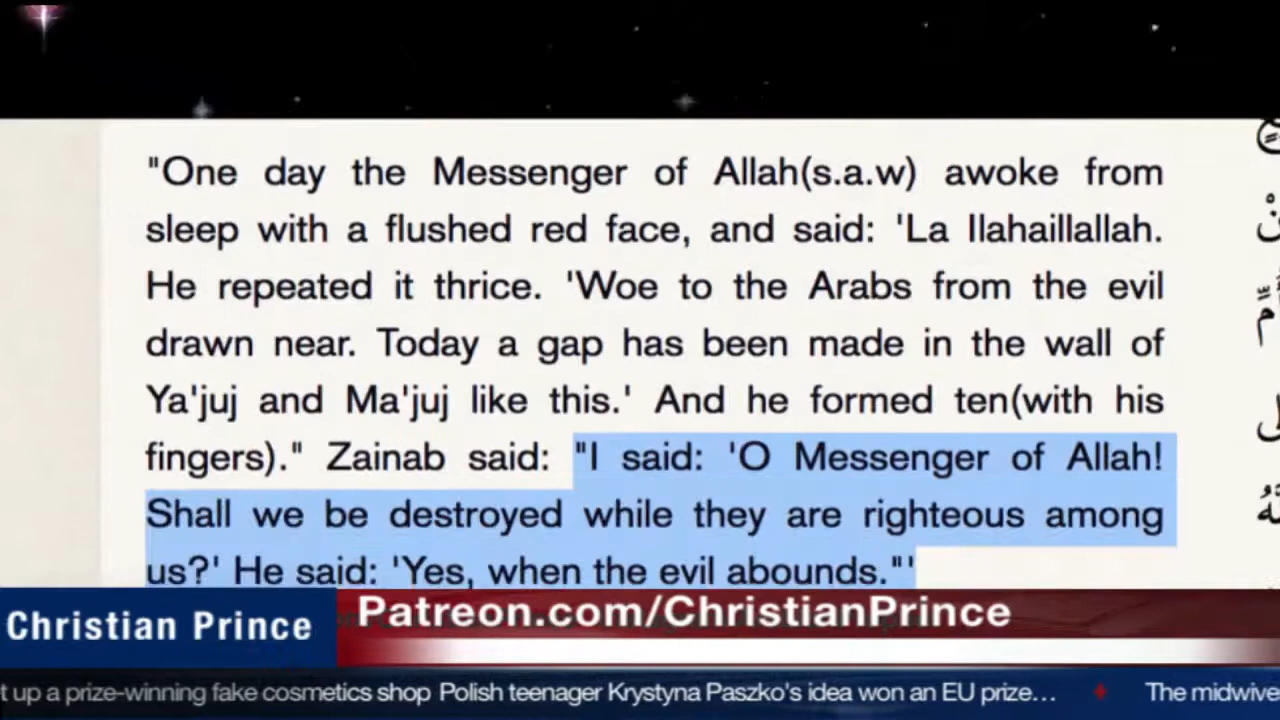 "One day the Messenger of Allah(s.a.w) awoke from
sleep with a flushed red face, and said: 'La Ilahaillallah.
He repeated it thrice. 'Woe to the Arabs from the evil
drawn near. Today a gap has been made in the wall of
Ya'juj and Ma'juj like this.' And he formed ten(with his
fingers)." Zainab said: "I said: 'O Messenger of Allah!
Shall we be destroyed while they are righteous among
us?' He said: 'Yes, when the evil abounds."'
Christian Prince
Patreon.com/ChristianPrince
t up a prize-winning fake cosmetics shop Polish teenager Krystyna Paszko's idea won an EU prize... The midwive